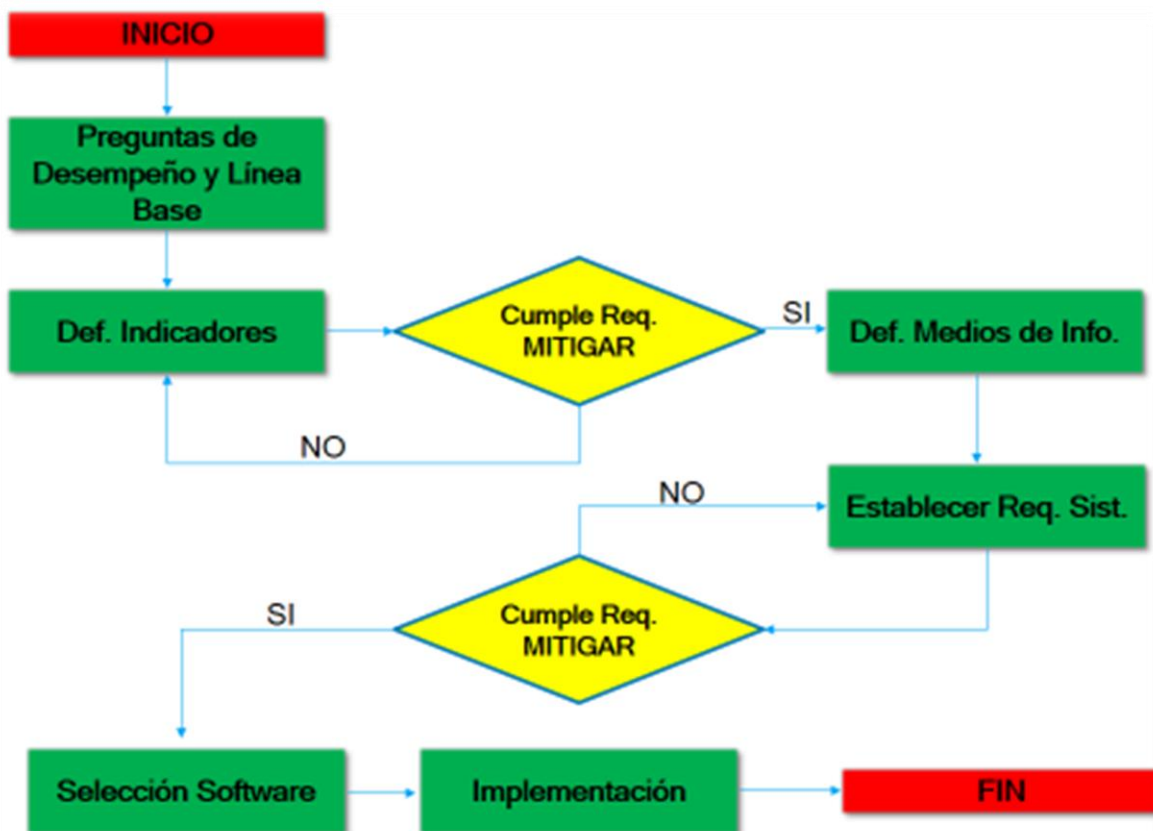 INICIO
Preguntas de
Desempeño y Línea
Base
Def. Indicadores
Cumple Req.
MITIGAR
SI
Def. Medios de Info.
NO
NO
Establecer Req. Sist.
Cumple Req.
MITIGAR
SI
Selección Software
Implementación
FIN